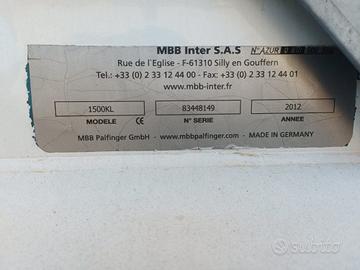 MBB Inter S.A.S N° AZUR
Rue de l'Eglise - F-61310 Silly en Gouffern
Tel.: +33 (0) 2 33 12 44 00 - Fax: +33 (0) 2 33 12 44 01
www.mbb-inter.fr
1500KL 83448149 2012
MODELE CE N° SERIE ANNEE
MBB Palfinger GmbH - www.mbbpalfinger.com - MADE IN GERMANY
subito